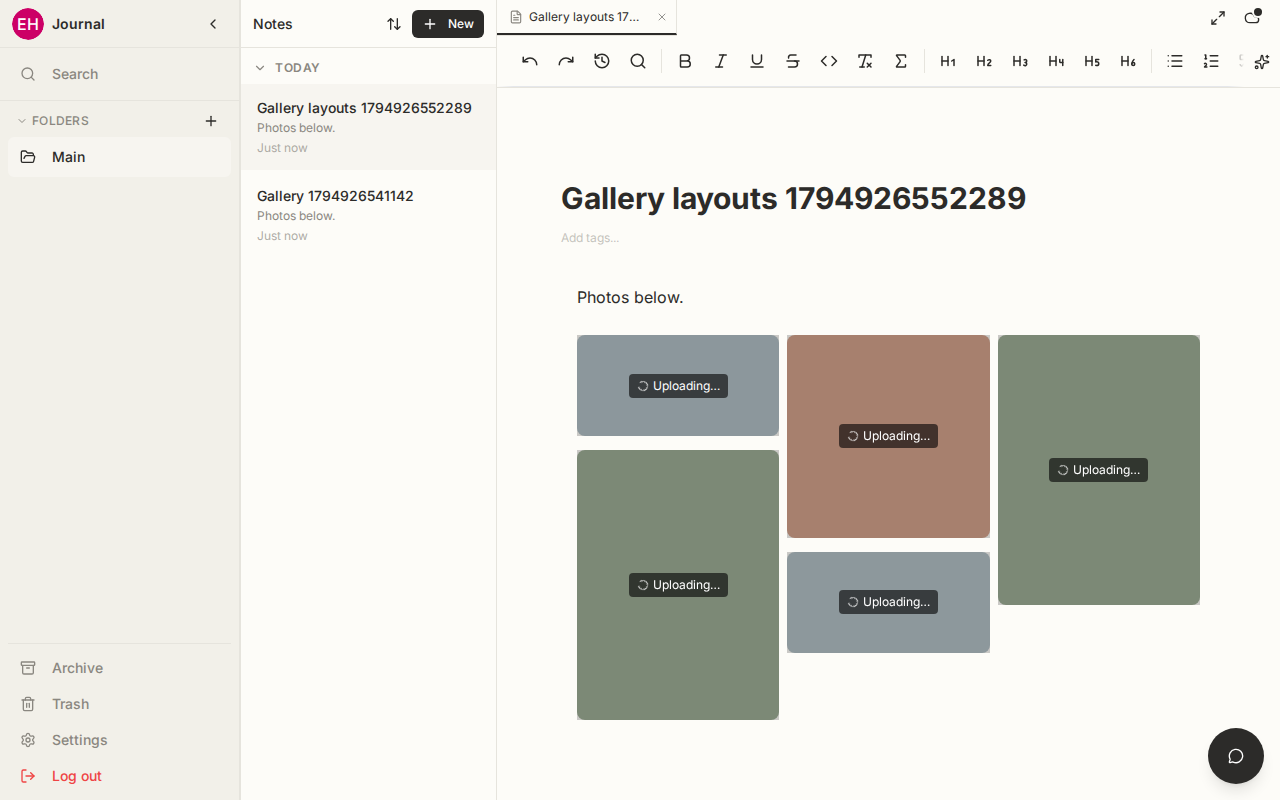 EH Journal
Search
FOLDERS
Main
Archive
Trash
Settings
Log out
Notes
New
TODAY
Gallery layouts 1794926552289
Photos below.
Just now
Gallery 1794926541142
Photos below.
Just now
Gallery layouts 17...
H1 H2 H3 H4 H5 H6
Gallery layouts 1794926552289
Add tags...
Photos below.
Uploading...
Uploading...
Uploading...
Uploading...
Uploading...